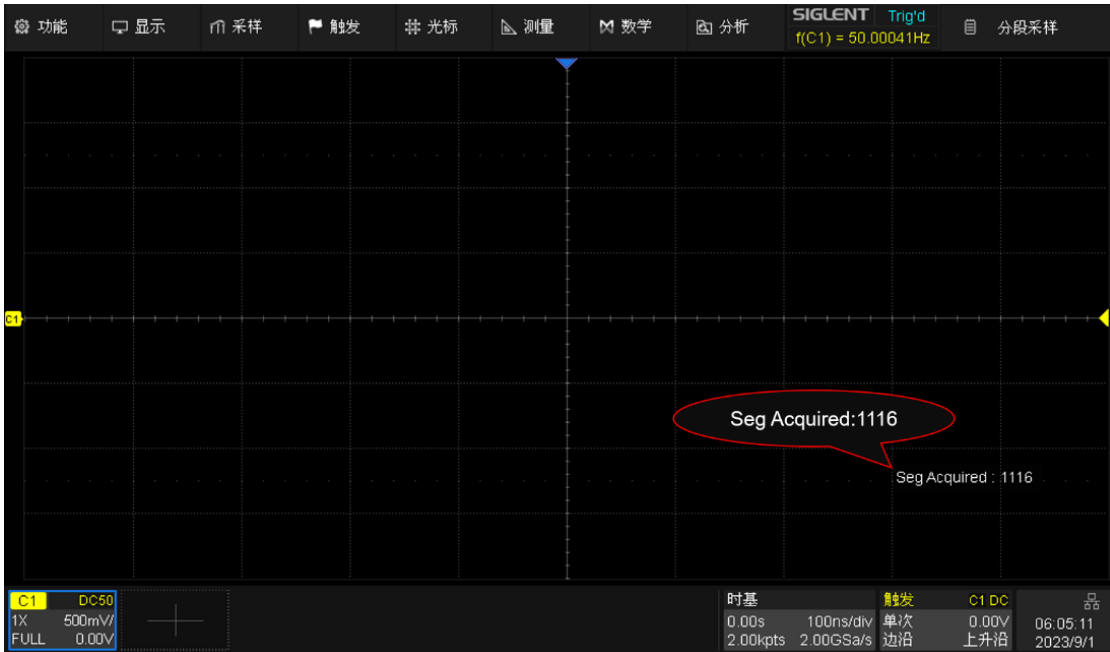 功能 显示 采样 触发 光标 测量 数学 分析 SIGLENT Trig'd 分段采样
f(C1) = 50.00041Hz
C1
Seg Acquired:1116
Seg Acquired : 1116
C1 DC50
1X 500mV/
FULL 0.00V
时基
0.00s 100ns/div
2.00kpts 2.00GSa/s
触发 C1 DC
单次 0.00V
边沿 上升沿
06:05:11
2023/9/1